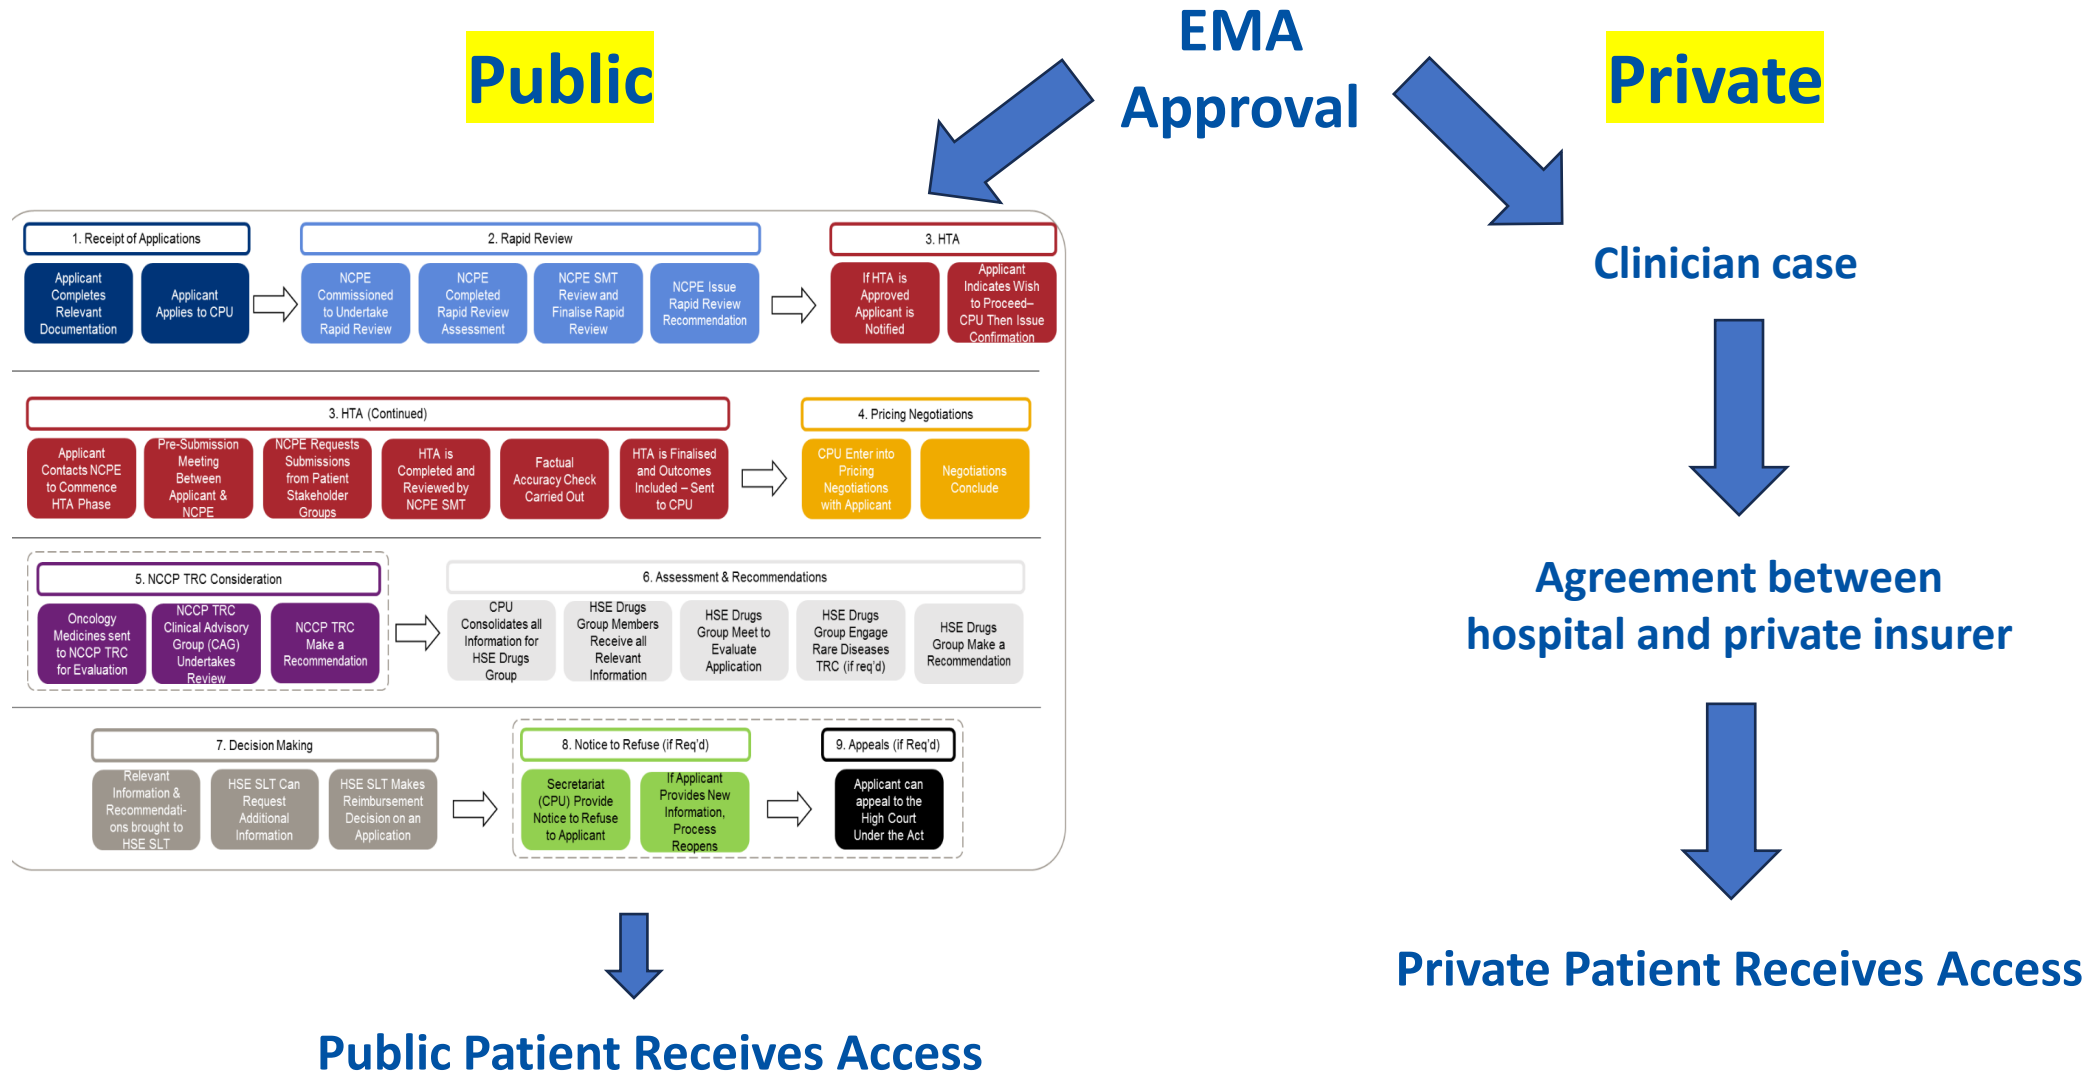 EMA
Approval
Public
Private
1. Receipt of Applications
Applicant
Completes
Relevant
Documentation
Applicant
Applies to CPU
2. Rapid Review
NCPE
Commissioned
to Undertake
Rapid Review
NCPE
Completed
Rapid Review
Assessment
NCPE SMT
Review and
Finalise Rapid
Review
NCPE Issue
Rapid Review
Recommendation
3. HTA
If HTA is
Approved
Applicant is
Notified
Applicant
Indicates Wish
to Proceed–
CPU Then Issue
Confirmation
3. HTA (Continued)
Applicant
Contacts NCPE
to Commence
HTA Phase
Pre-Submission
Meeting
Between
Applicant &
NCPE
NCPE Requests
Submissions
from Patient
Stakeholder
Groups
HTA is
Completed and
Reviewed by
NCPE SMT
Factual
Accuracy Check
Carried Out
HTA is Finalised
and Outcomes
Included – Sent
to CPU
4. Pricing Negotiations
CPU Enter into
Pricing
Negotiations
with Applicant
Negotiations
Conclude
5. NCCP TRC Consideration
Oncology
Medicines sent
to NCCP TRC
for Evaluation
NCCP TRC
Clinical Advisory
Group (CAG)
Undertakes
Review
NCCP TRC
Make a
Recommendation
6. Assessment & Recommendations
CPU
Consolidates all
Information for
HSE Drugs
Group
HSE Drugs
Group Members
Receive all
Relevant
Information
HSE Drugs
Group Meet to
Evaluate
Application
HSE Drugs
Group Engage
Rare Diseases
TRC (if req'd)
HSE Drugs
Group Make a
Recommendation
7. Decision Making
Relevant
Information &
Recommendati-
ons brought to
HSE SLT
HSE SLT Can
Request
Additional
Information
HSE SLT Makes
Reimbursement
Decision on an
Application
8. Notice to Refuse (if Req'd)
Secretariat
(CPU) Provide
Notice to Refuse
to Applicant
If Applicant
Provides New
Information,
Process
Reopens
9. Appeals (if Req'd)
Applicant can
appeal to the
High Court
Under the Act
Public Patient Receives Access
Clinician case
Agreement between
hospital and private insurer
Private Patient Receives Access